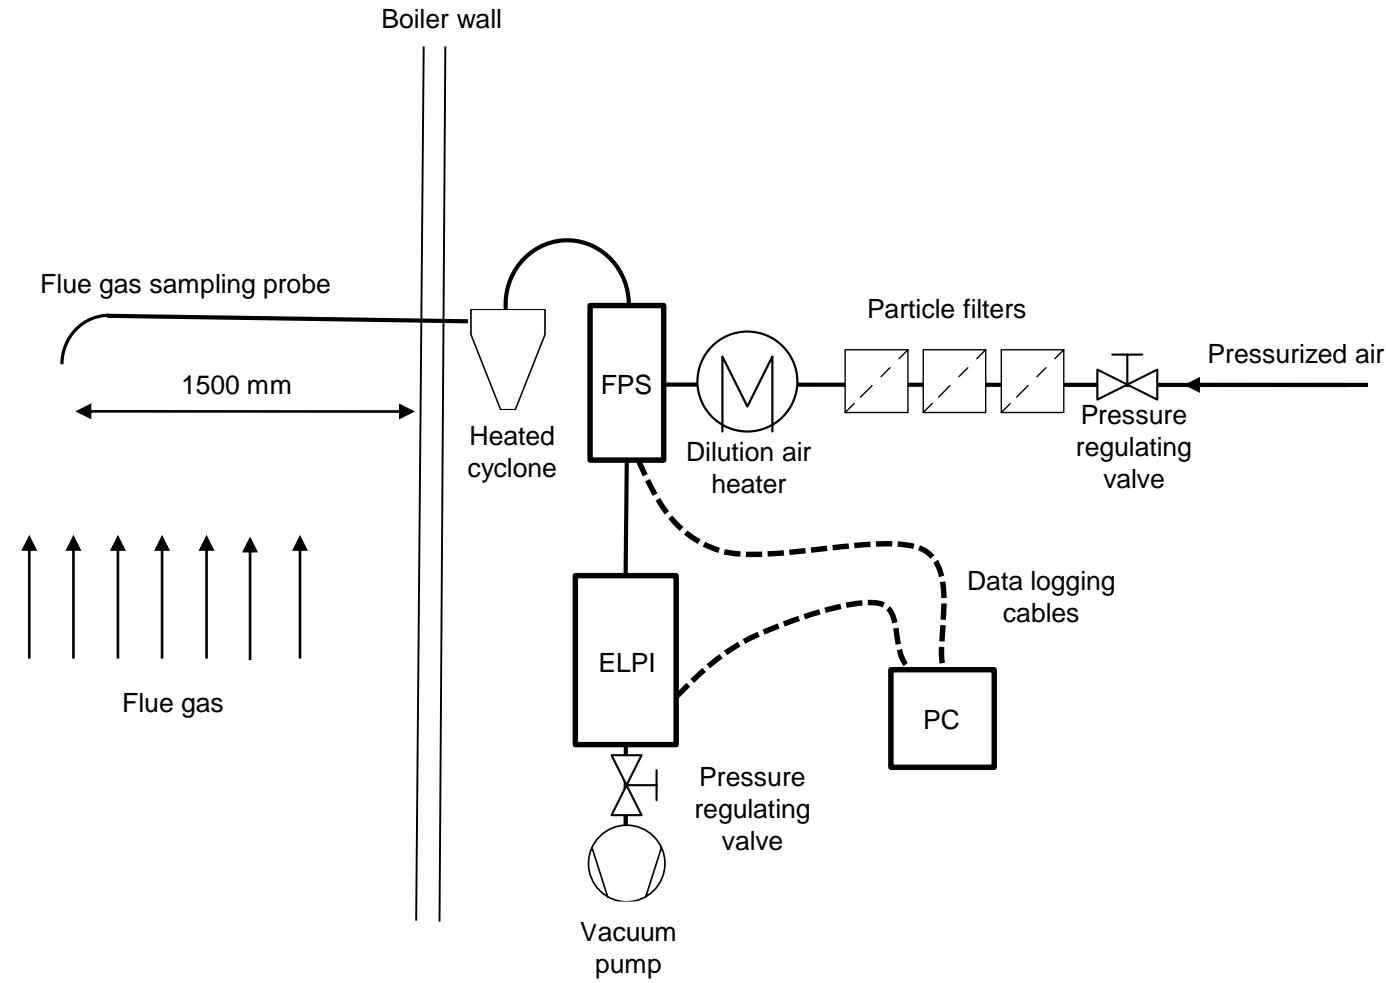 Boiler wall
Flue gas sampling probe
1500 mm
Heated
cyclone
FPS
Dilution air
heater
Particle filters
Pressurized air
Pressure
regulating
valve
Data logging
cables
ELPI
PC
Flue gas
Pressure
regulating
valve
Vacuum
pump